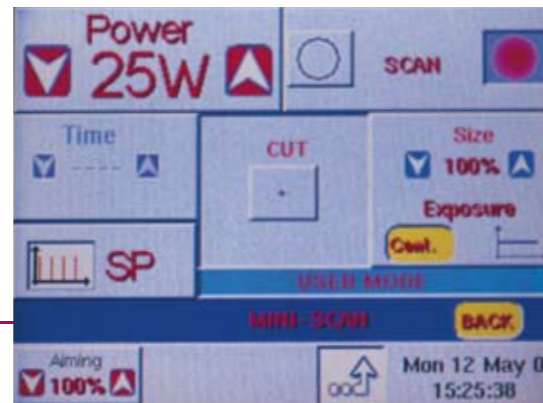 Power
25W
SCAN
Time
----
CUT
Size
100%
Exposure
Cont.
SP
USER MODE
MINI-SCAN
BACK
Aiming
100%
Mon 12 May 0
15:25:38